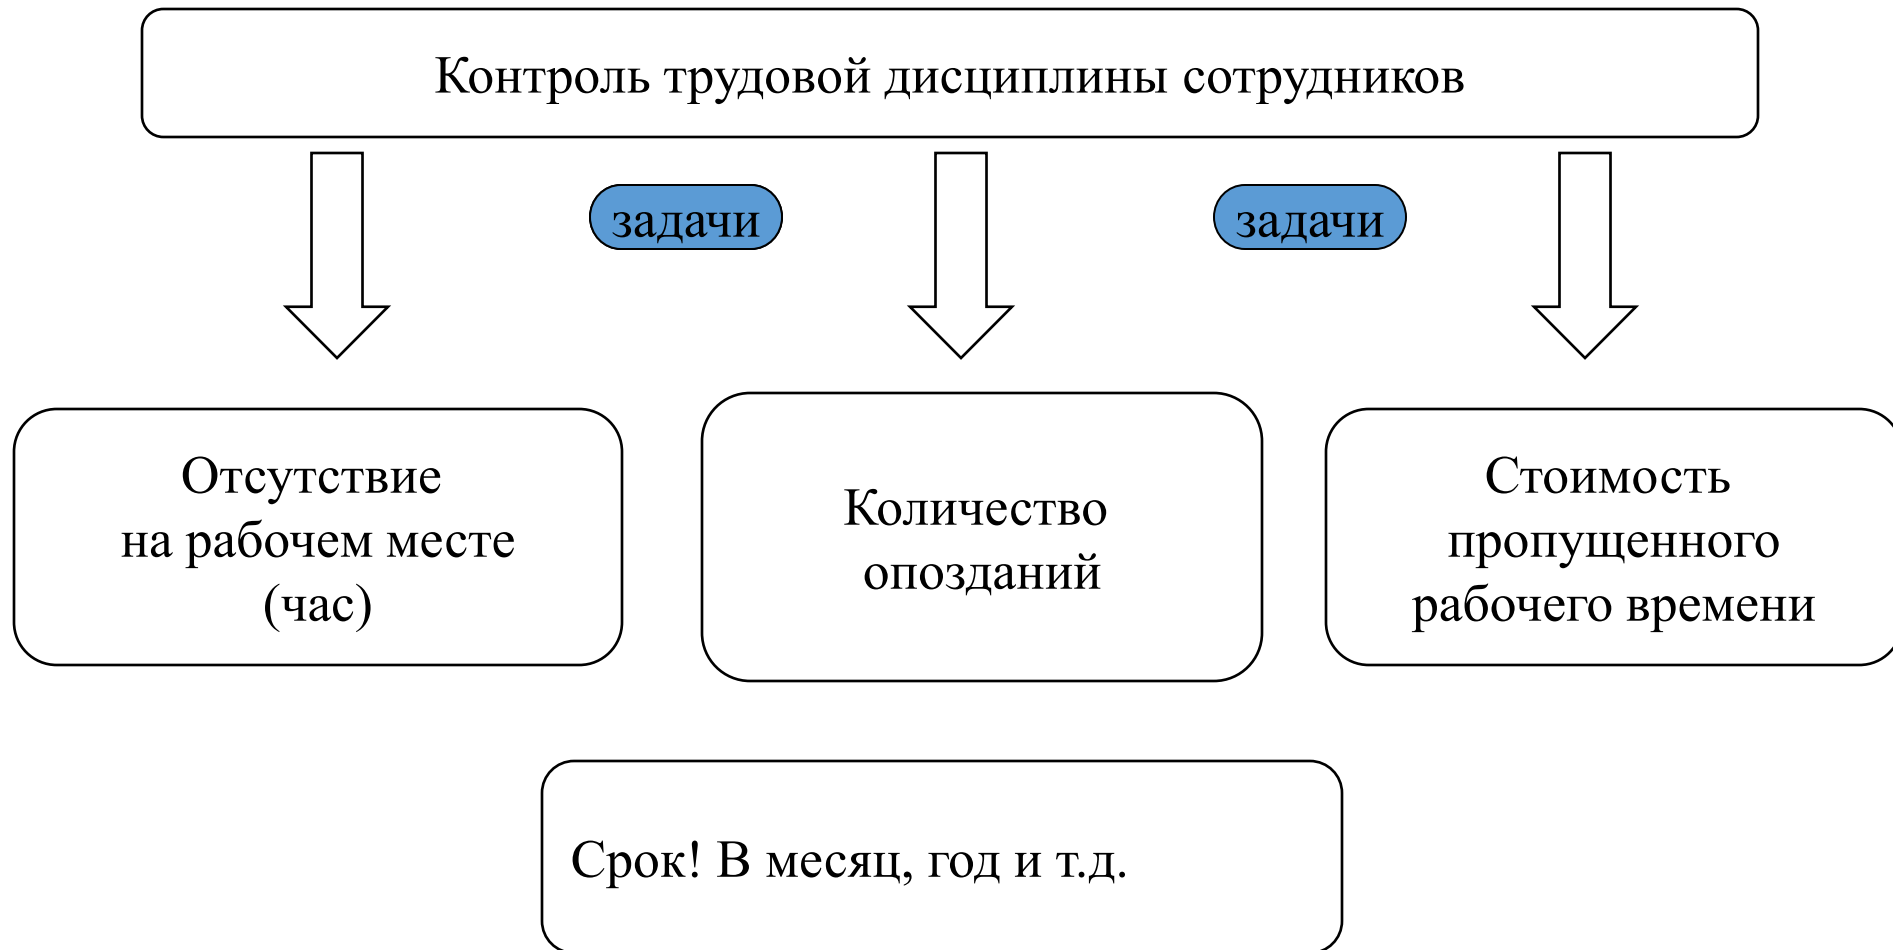 Контроль трудовой дисциплины сотрудников
задачи
задачи
Отсутствие
на рабочем месте
(час)
Количество
опозданий
Стоимость
пропущенного
рабочего времени
Срок! В месяц, год и т.д.